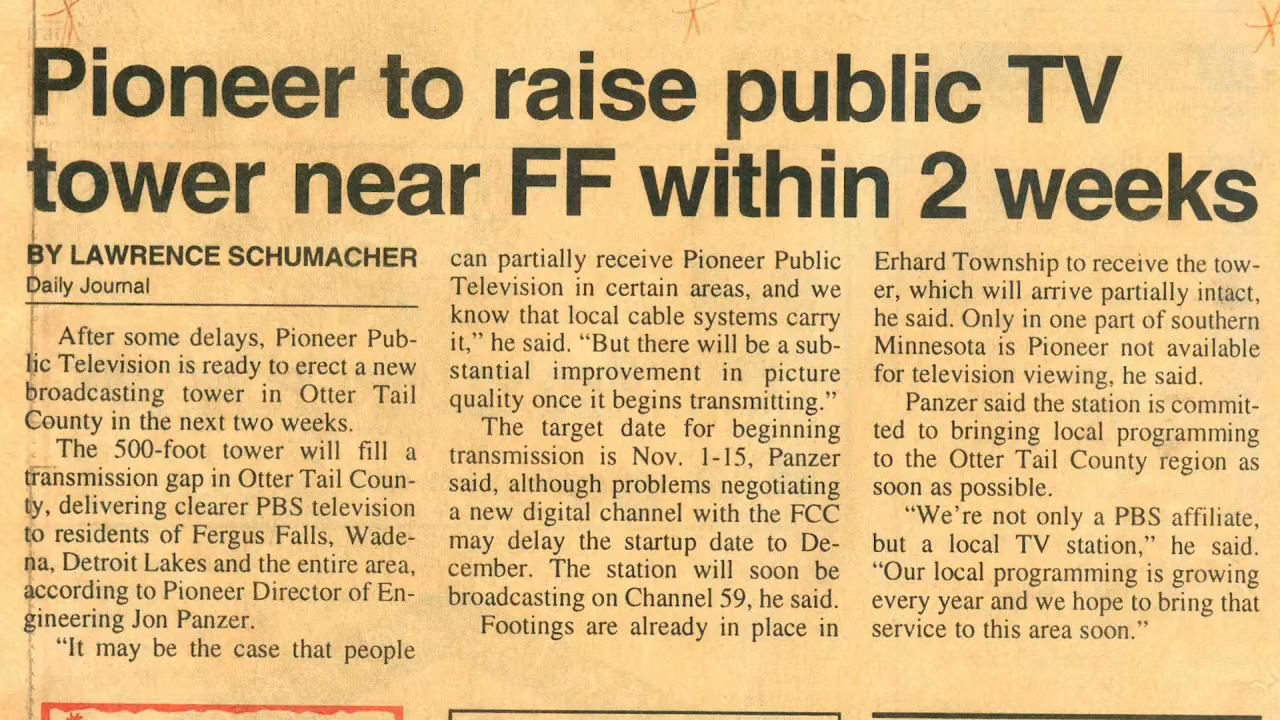 Pioneer to raise public TV
tower near FF within 2 weeks
BY LAWRENCE SCHUMACHER
Daily Journal
After some delays, Pioneer Pub-
lic Television is ready to erect a new
broadcasting tower in Otter Tail
County in the next two weeks.
The 500-foot tower will fill a
transmission gap in Otter Tail Coun-
ty, delivering clearer PBS television
to residents of Fergus Falls, Wade-
na, Detroit Lakes and the entire area,
according to Pioneer Director of En-
gineering Jon Panzer.
“It may be the case that people
can partially receive Pioneer Public
Television in certain areas, and we
know that local cable systems carry
it,” he said. “But there will be a sub-
stantial improvement in picture
quality once it begins transmitting.”
The target date for beginning
transmission is Nov. 1-15, Panzer
said, although problems negotiating
a new digital channel with the FCC
may delay the startup date to De-
cember. The station will soon be
broadcasting on Channel 59, he said.
Footings are already in place in
Erhard Township to receive the tow-
er, which will arrive partially intact,
he said. Only in one part of southern
Minnesota is Pioneer not available
for television viewing, he said.
Panzer said the station is commit-
ted to bringing local programming
to the Otter Tail County region as
soon as possible.
“We’re not only a PBS affiliate,
but a local TV station,” he said.
“Our local programming is growing
every year and we hope to bring that
service to this area soon.”